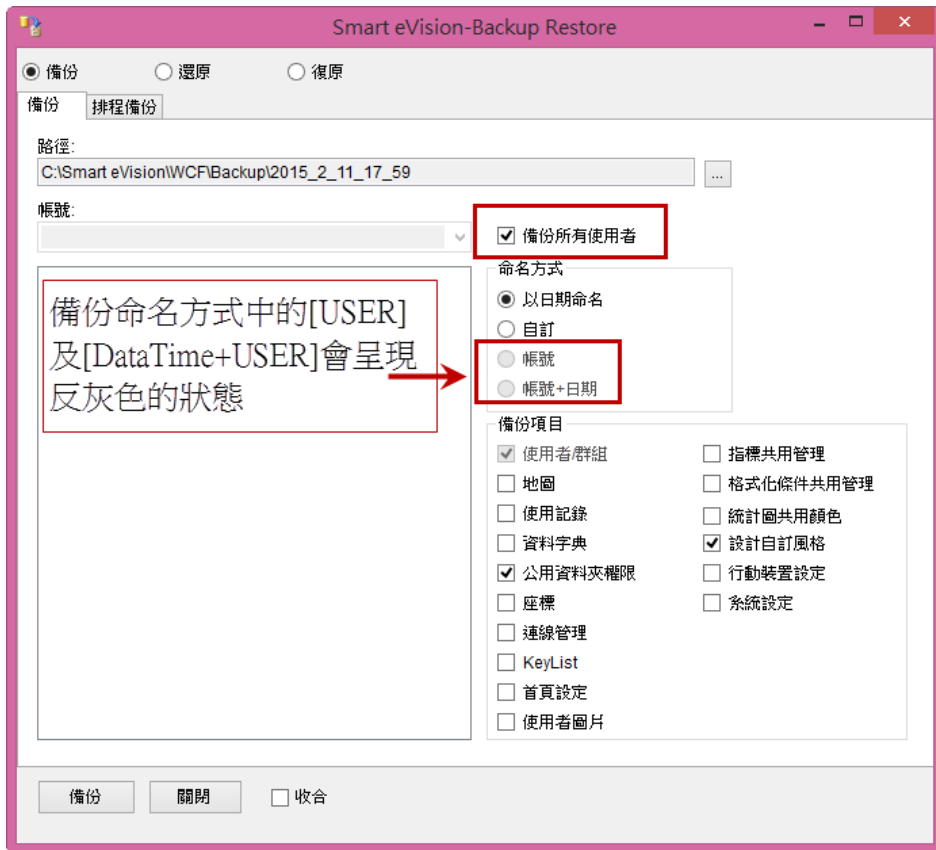 Smart eVision-Backup Restore
備份 還原 復原
備份 排程備份
路徑:
C:\Smart eVision\WCF\Backup\2015_2_11_17_59
...
帳號:
備份所有使用者
備份命名方式中的[USER]
及[DataTime+USER]會呈現
反灰色的狀態
命名方式
以日期命名
自訂
帳號
帳號+日期
備份項目
使用者/群組 指標共用管理
地圖 格式化條件共用管理
使用記錄 統計圖共用顏色
資料字典 設計自訂風格
公用資料夾權限 行動裝置設定
座標 系統設定
連線管理
KeyList
首頁設定
使用者圖片
備份 關閉 收合